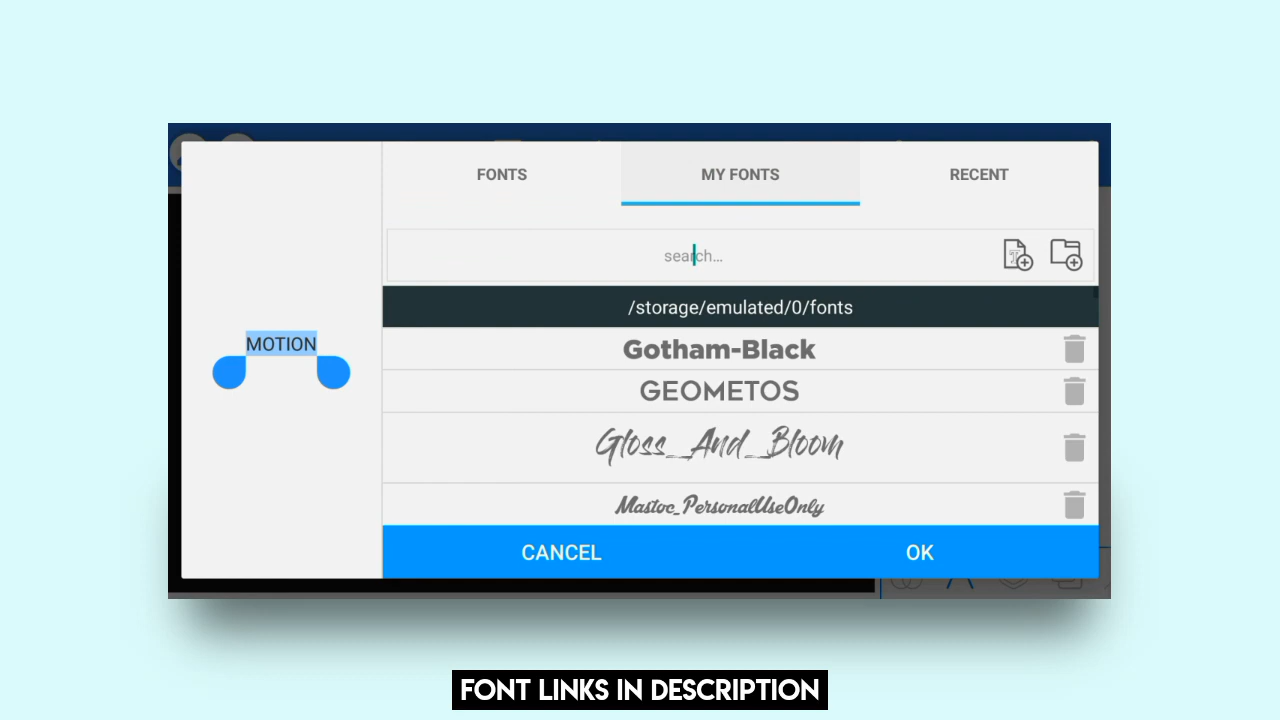 FONTS
MY FONTS
RECENT
search...
/storage/emulated/0/fonts
MOTION
Gotham-Black
GEOMETOS
Gloss_And_Bloom
Mastoc_PersonalUseOnly
CANCEL
OK
FONT LINKS IN DESCRIPTION